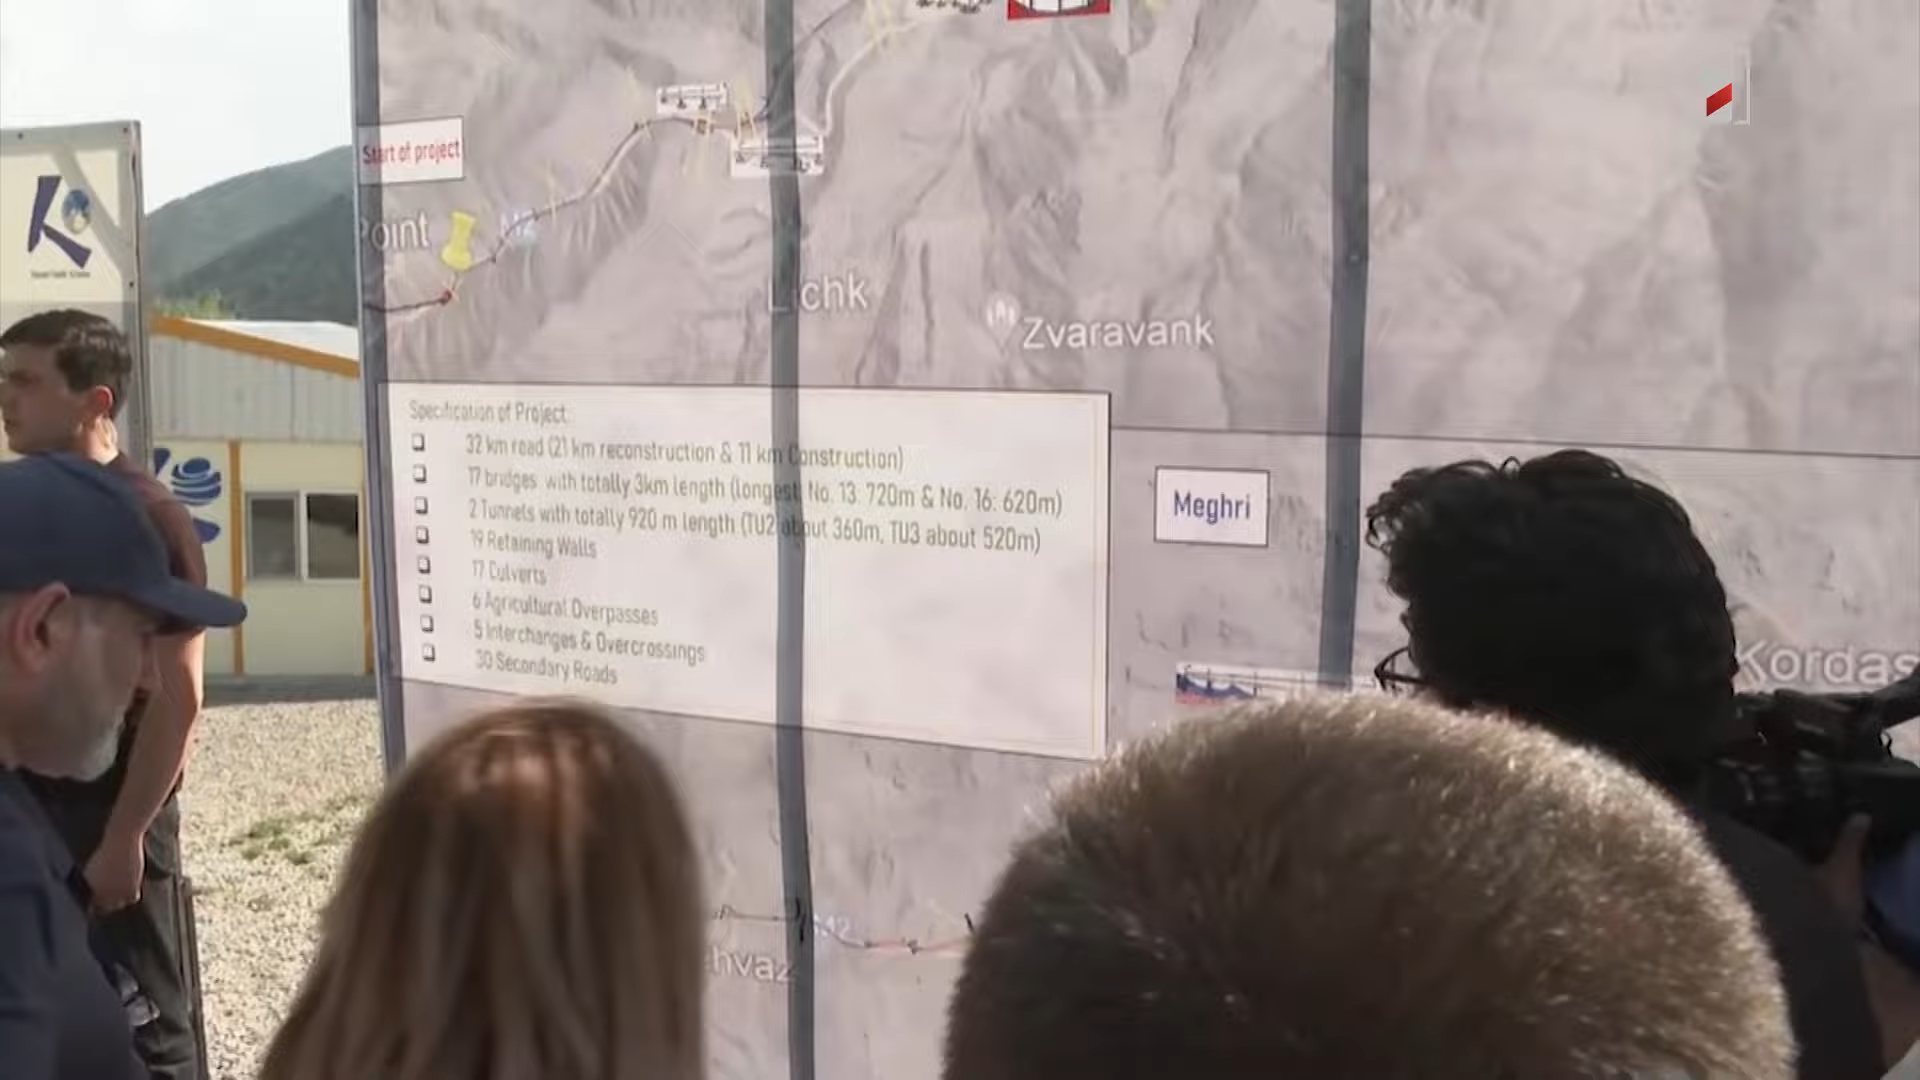 Start of project
Point
M2
Lichk
Zvaravank
Specification of Project:
32 km road (21 km reconstruction & 11 km Construction)
17 bridges with totally 3km length (longest, No. 13: 720m & No. 16: 620m)
2 Tunnels with totally 920 m length (TU2 about 360m, TU3 about 520m)
19 Retaining Walls
17 Culverts
6 Agricultural Overpasses
5 Interchanges & Overcrossings
30 Secondary Roads
Meghri
Kordas
M2
hvaz